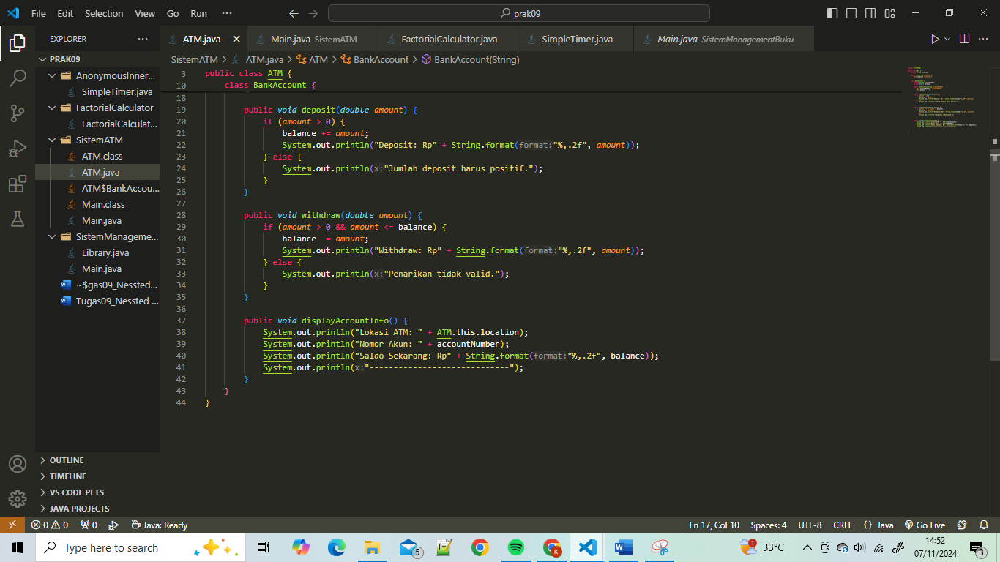 File Edit Selection View Go Run ··· prak09
EXPLORER ···
PRAK09
AnonymousInner...
SimpleTimer.java
FactorialCalculator
FactorialCalculat...
SistemATM
ATM.class
ATM.java
ATM$BankAccou...
Main.class
Main.java
SistemManageme...
Library.java
Main.java
~$gas09_Nessted...
Tugas09_Nessted ...
OUTLINE
TIMELINE
VS CODE PETS
JAVA PROJECTS
ATM.java Main.java SistemATM FactorialCalculator.java SimpleTimer.java Main.java SistemManagementBuku
SistemATM > ATM.java > ATM > BankAccount > BankAccount(String)
3 public class ATM {
10 class BankAccount {
18
19 public void deposit(double amount) {
20 if (amount > 0) {
21 balance += amount;
22 System.out.println("Deposit: Rp" + String.format(format:"%,.2f", amount));
23 } else {
24 System.out.println(x:"Jumlah deposit harus positif.");
25 }
26 }
27
28 public void withdraw(double amount) {
29 if (amount > 0 && amount <= balance) {
30 balance -= amount;
31 System.out.println("Withdraw: Rp" + String.format(format:"%,.2f", amount));
32 } else {
33 System.out.println(x:"Penarikan tidak valid.");
34 }
35 }
36
37 public void displayAccountInfo() {
38 System.out.println("Lokasi ATM: " + ATM.this.location);
39 System.out.println("Nomor Akun: " + accountNumber);
40 System.out.println("Saldo Sekarang: Rp" + String.format(format:"%,.2f", balance));
41 System.out.println(x:"-----------------------------");
42 }
43 }
44 }
0 0 0 Java: Ready Ln 17, Col 10 Spaces: 4 UTF-8 CRLF {} Java Go Live
Type here to search 5 K 1 33°C 14:52
07/11/2024 3